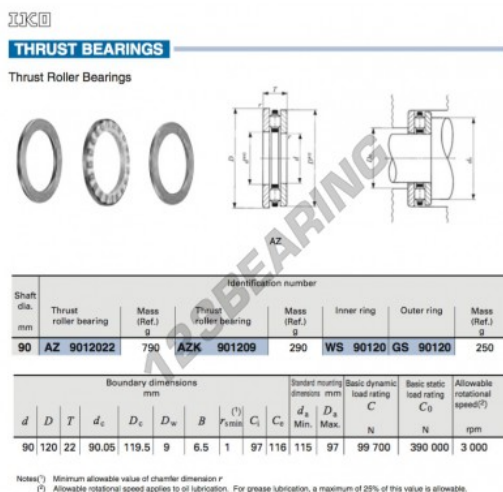 IKO
THRUST BEARINGS
Thrust Roller Bearings
T
r
r
D
d
AZ
123BEARING
Shaft dia. mm
Identification number
Thrust roller bearing
Mass (Ref.) g
Thrust roller bearing
Mass (Ref.) g
Inner ring
Outer ring
Mass (Ref.) g
90 AZ 9012022 790 AZK 901209 290 WS 90120 GS 90120 250
Boundary dimensions mm
Standard mounting dimensions mm
Basic dynamic load rating C N
Basic static load rating C0 N
Allowable rotational speed(2) rpm
d D T dc Dc Dw B rsmin(1) Ci Ce da Min. Da Max.
90 120 22 90.05 119.5 9 6.5 1 97 116 115 97 99 700 390 000 3 000
Notes(1) Minimum allowable value of chamfer dimension r
(2) Allowable rotational speed applies to oil lubrication. For grease lubrication, a maximum of 25% of this value is allowable.